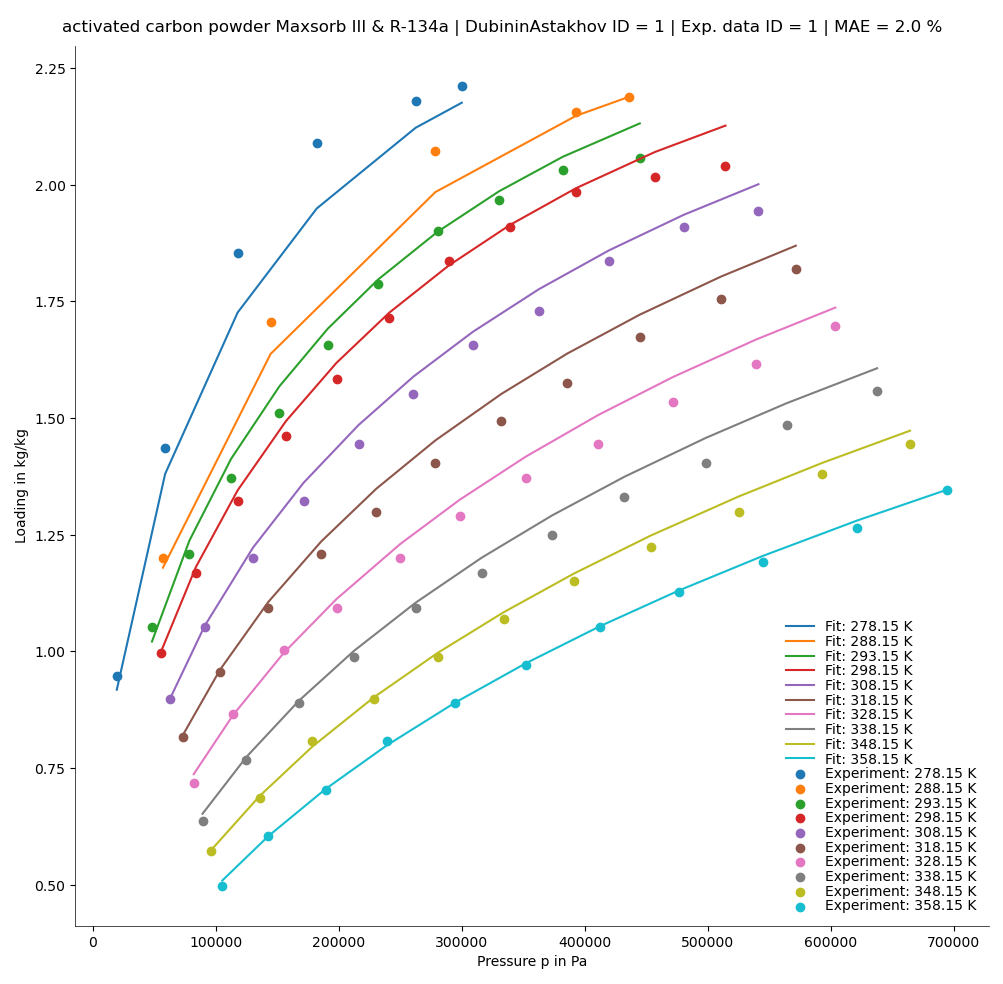 activated carbon powder Maxsorb III & R-134a | DubininAstakhov ID = 1 | Exp. data ID = 1 | MAE = 2.0 %
2.25
2.00
1.75
1.50
1.25
1.00
0.75
0.50
Loading in kg/kg
Fit: 278.15 K
Fit: 288.15 K
Fit: 293.15 K
Fit: 298.15 K
Fit: 308.15 K
Fit: 318.15 K
Fit: 328.15 K
Fit: 338.15 K
Fit: 348.15 K
Fit: 358.15 K
Experiment: 278.15 K
Experiment: 288.15 K
Experiment: 293.15 K
Experiment: 298.15 K
Experiment: 308.15 K
Experiment: 318.15 K
Experiment: 328.15 K
Experiment: 338.15 K
Experiment: 348.15 K
Experiment: 358.15 K
0 100000 200000 300000 400000 500000 600000 700000
Pressure p in Pa